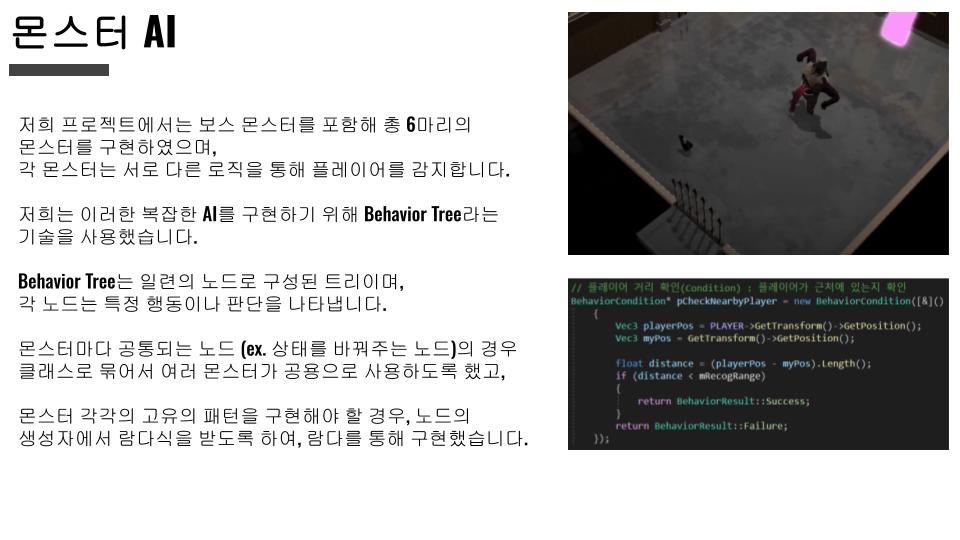 몬스터 AI
저희 프로젝트에서는 보스 몬스터를 포함해 총 6마리의
몬스터를 구현하였으며,
각 몬스터는 서로 다른 로직을 통해 플레이어를 감지합니다.
저희는 이러한 복잡한 AI를 구현하기 위해 Behavior Tree라는
기술을 사용했습니다.
Behavior Tree는 일련의 노드로 구성된 트리이며,
각 노드는 특정 행동이나 판단을 나타냅니다.
몬스터마다 공통되는 노드 (ex. 상태를 바꿔주는 노드)의 경우
클래스로 묶어서 여러 몬스터가 공용으로 사용하도록 했고,
몬스터 각각의 고유의 패턴을 구현해야 할 경우, 노드의
생성자에서 람다식을 받도록 하여, 람다를 통해 구현했습니다.
// 플레이어 거리 확인(Condition) : 플레이어가 근처에 있는지 확인
BehaviorCondition* pCheckNearbyPlayer = new BehaviorCondition([&]()
{
Vec3 playerPos = PLAYER->GetTransform()->GetPosition();
Vec3 myPos = GetTransform()->GetPosition();
float distance = (playerPos - myPos).Length();
if (distance < mRecogRange)
{
return BehaviorResult::Success;
}
return BehaviorResult::Failure;
});